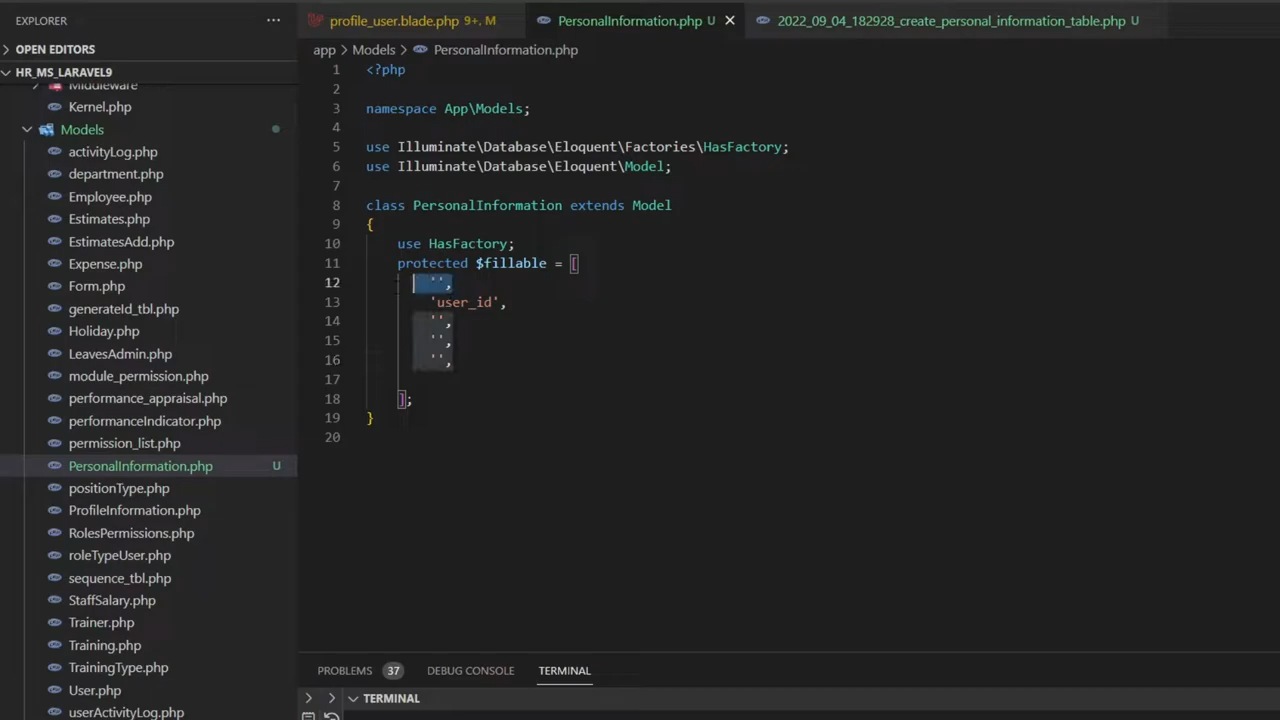 EXPLORER
...
profile_user.blade.php 9+, M
PersonalInformation.php U
2022_09_04_182928_create_personal_information_table.php U
OPEN EDITORS
HR_MS_LARAVEL9
Middleware
Kernel.php
Models
activityLog.php
department.php
Employee.php
Estimates.php
EstimatesAdd.php
Expense.php
Form.php
generateId_tbl.php
Holiday.php
LeavesAdmin.php
module_permission.php
performance_appraisal.php
performanceIndicator.php
permission_list.php
PersonalInformation.php U
positionType.php
ProfileInformation.php
RolesPermissions.php
roleTypeUser.php
sequence_tbl.php
StaffSalary.php
Trainer.php
Training.php
TrainingType.php
User.php
userActivityLog.php
app > Models > PersonalInformation.php
1 <?php
2
3 namespace App\Models;
4
5 use Illuminate\Database\Eloquent\Factories\HasFactory;
6 use Illuminate\Database\Eloquent\Model;
7
8 class PersonalInformation extends Model
9 {
10 use HasFactory;
11 protected $fillable = [
12 '',
13 'user_id',
14 '',
15 '',
16 '',
17
18 ];
19 }
20
PROBLEMS 37 DEBUG CONSOLE TERMINAL
TERMINAL